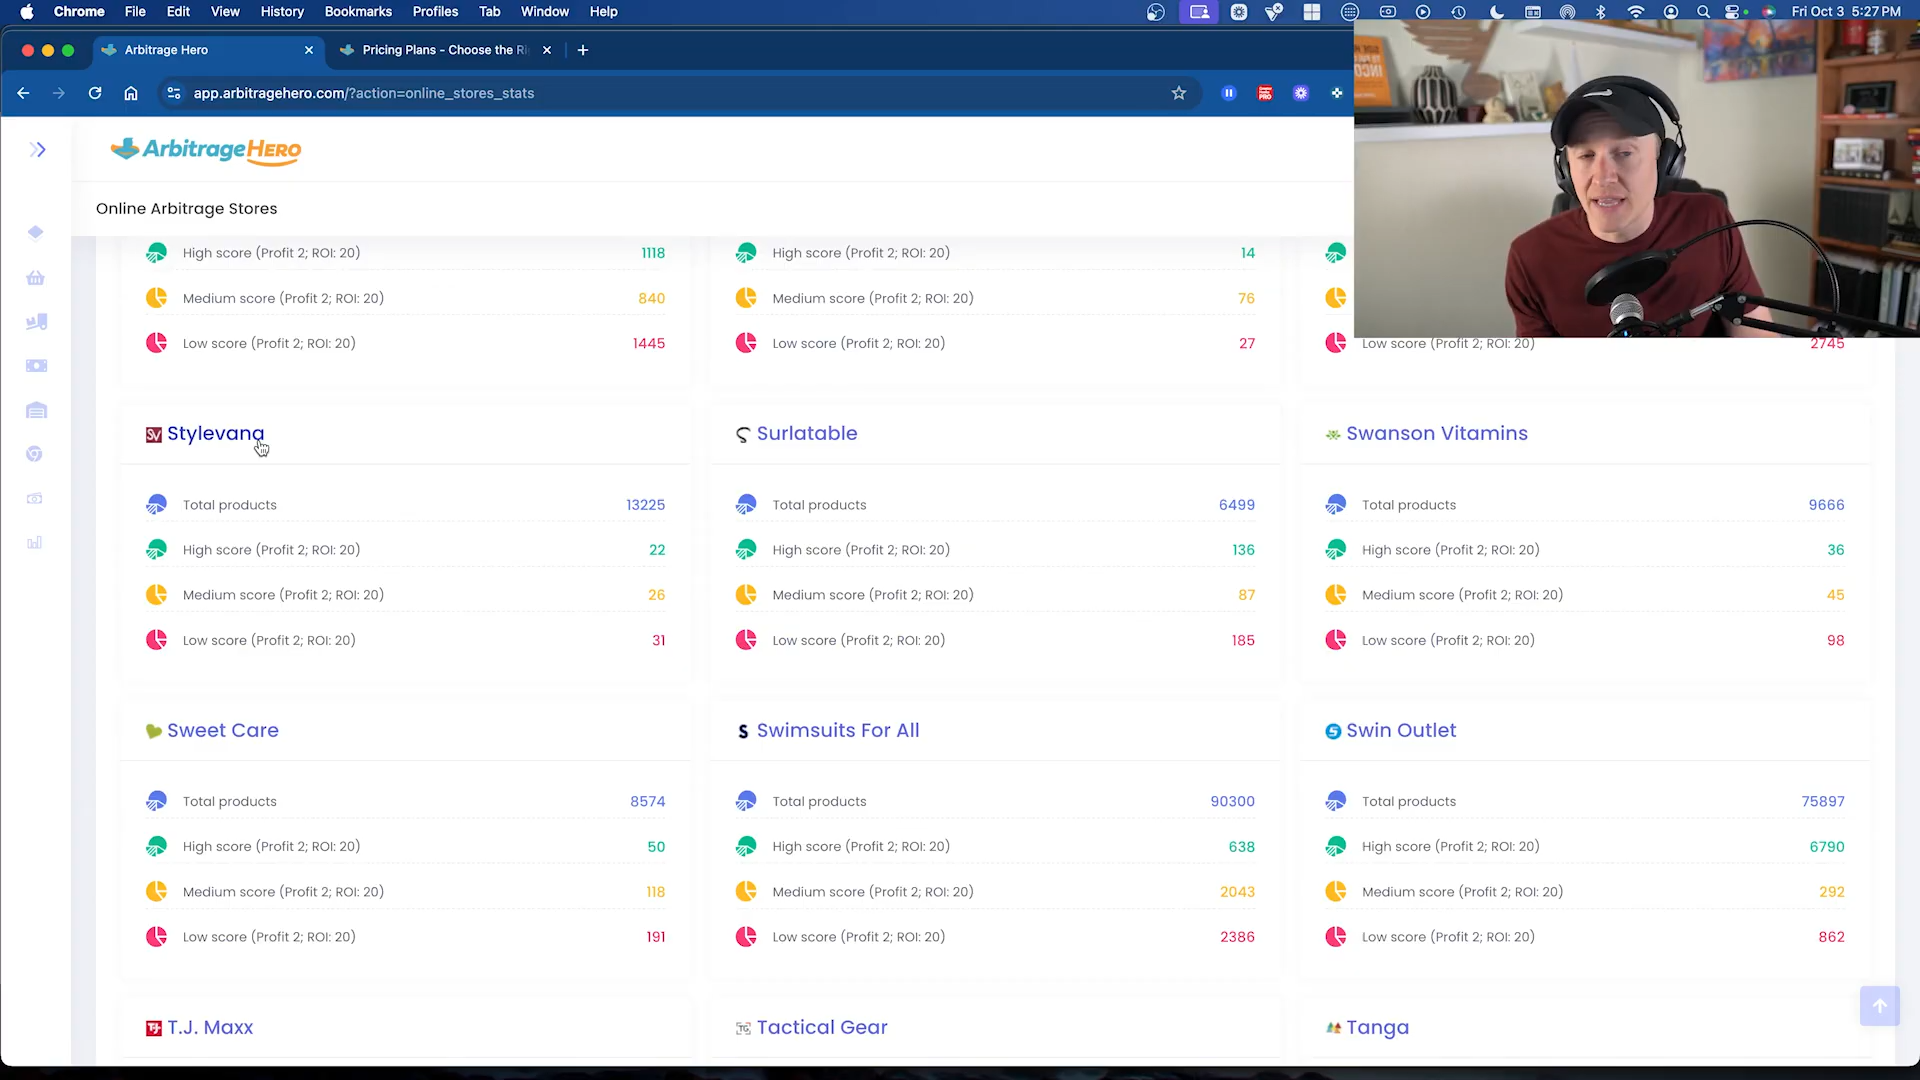 Chrome File Edit View History Bookmarks Profiles Tab Window Help Fri Oct 3 5:27 PM
Arbitrage Hero Pricing Plans - Choose the Ri
app.arbitragehero.com/?action=online_stores_stats
ArbitrageHero
Online Arbitrage Stores
High score (Profit 2; ROI: 20) 1118
Medium score (Profit 2; ROI: 20) 840
Low score (Profit 2; ROI: 20) 1445
High score (Profit 2; ROI: 20) 14
Medium score (Profit 2; ROI: 20) 76
Low score (Profit 2; ROI: 20) 27
Low score (Profit 2; ROI: 20) 2745
SV Stylevana
Total products 13225
High score (Profit 2; ROI: 20) 22
Medium score (Profit 2; ROI: 20) 26
Low score (Profit 2; ROI: 20) 31
Surlatable
Total products 6499
High score (Profit 2; ROI: 20) 136
Medium score (Profit 2; ROI: 20) 87
Low score (Profit 2; ROI: 20) 185
Swanson Vitamins
Total products 9666
High score (Profit 2; ROI: 20) 36
Medium score (Profit 2; ROI: 20) 45
Low score (Profit 2; ROI: 20) 98
Sweet Care
Total products 8574
High score (Profit 2; ROI: 20) 50
Medium score (Profit 2; ROI: 20) 118
Low score (Profit 2; ROI: 20) 191
S Swimsuits For All
Total products 90300
High score (Profit 2; ROI: 20) 638
Medium score (Profit 2; ROI: 20) 2043
Low score (Profit 2; ROI: 20) 2386
Swin Outlet
Total products 75897
High score (Profit 2; ROI: 20) 6790
Medium score (Profit 2; ROI: 20) 292
Low score (Profit 2; ROI: 20) 862
T.J. Maxx
Tactical Gear
Tanga